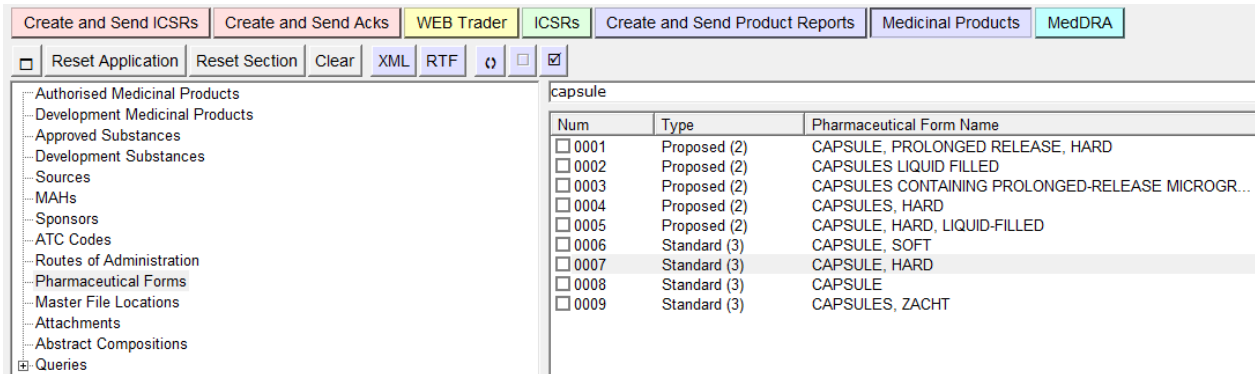 Create and Send ICSRs Create and Send Acks WEB Trader ICSRs Create and Send Product Reports Medicinal Products MedDRA
Reset Application Reset Section Clear XML RTF ()
Authorised Medicinal Products
Development Medicinal Products
Approved Substances
Development Substances
Sources
MAHs
Sponsors
ATC Codes
Routes of Administration
Pharmaceutical Forms
Master File Locations
Attachments
Abstract Compositions
Queries
capsule
Num Type Pharmaceutical Form Name
0001 Proposed (2) CAPSULE, PROLONGED RELEASE, HARD
0002 Proposed (2) CAPSULES LIQUID FILLED
0003 Proposed (2) CAPSULES CONTAINING PROLONGED-RELEASE MICROGR...
0004 Proposed (2) CAPSULES, HARD
0005 Proposed (2) CAPSULE, HARD, LIQUID-FILLED
0006 Standard (3) CAPSULE, SOFT
0007 Standard (3) CAPSULE, HARD
0008 Standard (3) CAPSULE
0009 Standard (3) CAPSULES, ZACHT